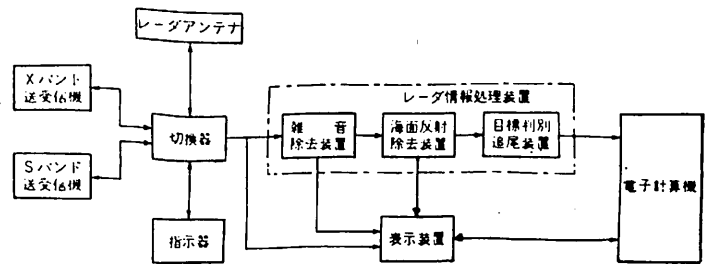 レーダアンテナ
Xバンド
送受信機
Sバンド
送受信機
切換器
指示器
レーダ情報処理装置
雑音
除去装置
海面反射
除去装置
目標判別
追尾装置
表示装置
電子計算機